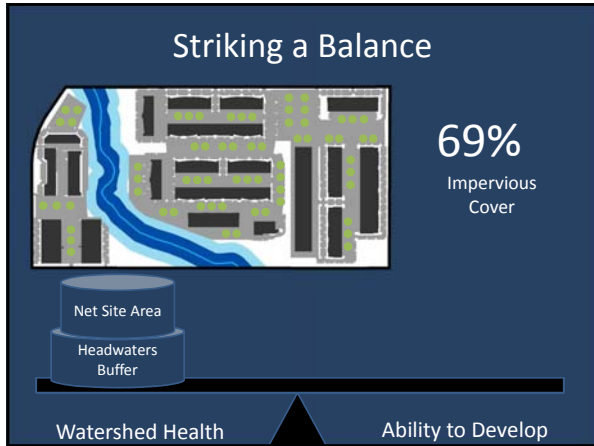 Striking a Balance
69%
Impervious
Cover
Net Site Area
Headwaters
Buffer
Watershed Health
Ability to Develop